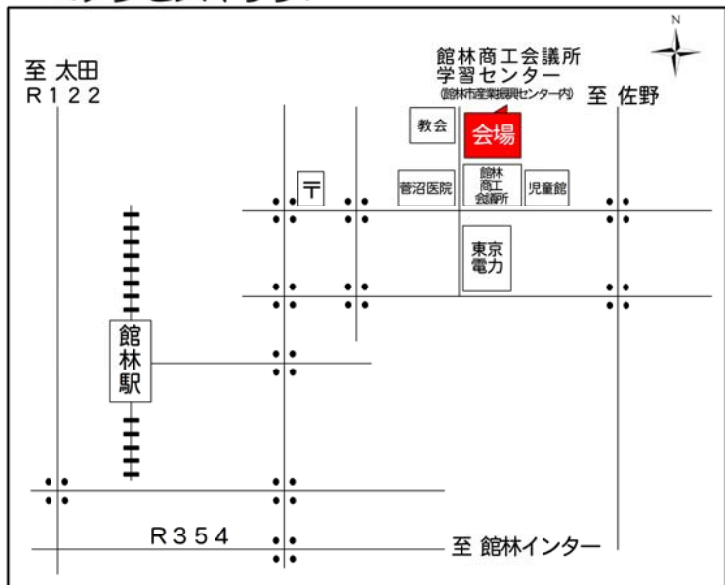 N
至 太田
R122
館林商工会議所
学習センター
(館林市産業振興センター内)
至 佐野
教会
会場
〒
菅沼医院
館林
商工
会議所
児童館
東京
電力
館林駅
R354
至 館林インター